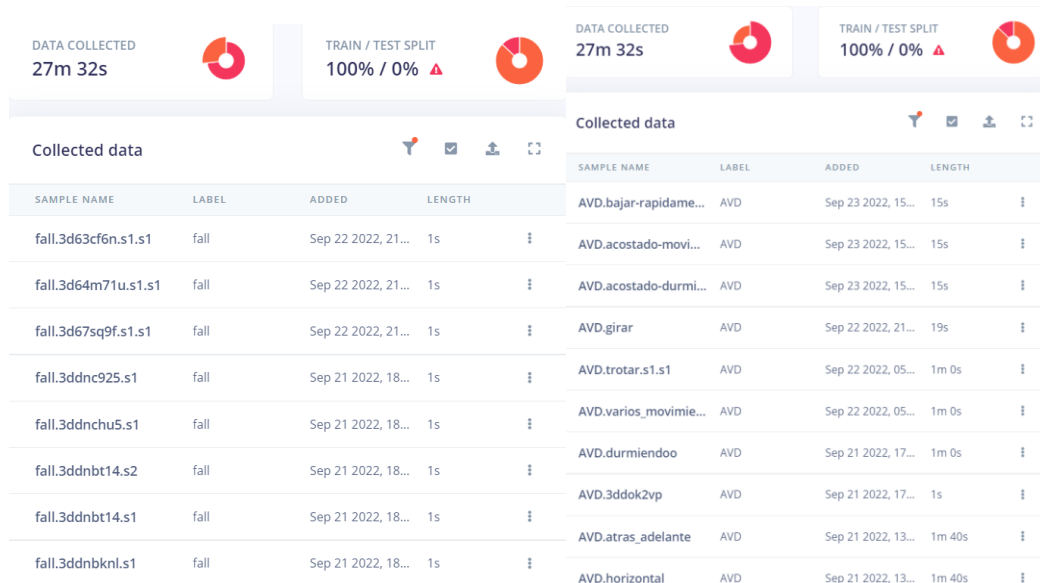 DATA COLLECTED
27m 32s
TRAIN / TEST SPLIT
100% / 0%
Collected data
SAMPLE NAME LABEL ADDED LENGTH
fall.3d63cf6n.s1.s1 fall Sep 22 2022, 21... 1s
fall.3d64m71u.s1.s1 fall Sep 22 2022, 21... 1s
fall.3d67sq9f.s1.s1 fall Sep 22 2022, 21... 1s
fall.3ddnc925.s1 fall Sep 21 2022, 18... 1s
fall.3ddnchu5.s1 fall Sep 21 2022, 18... 1s
fall.3ddnbt14.s2 fall Sep 21 2022, 18... 1s
fall.3ddnbt14.s1 fall Sep 21 2022, 18... 1s
fall.3ddnbknl.s1 fall Sep 21 2022, 18... 1s
DATA COLLECTED
27m 32s
TRAIN / TEST SPLIT
100% / 0%
Collected data
SAMPLE NAME LABEL ADDED LENGTH
AVD.bajar-rapidame... AVD Sep 23 2022, 15... 15s
AVD.acostado-movi... AVD Sep 23 2022, 15... 15s
AVD.acostado-durmi... AVD Sep 23 2022, 15... 15s
AVD.girar AVD Sep 22 2022, 21... 19s
AVD.trotar.s1.s1 AVD Sep 22 2022, 05... 1m 0s
AVD.varios_movimie... AVD Sep 22 2022, 05... 1m 0s
AVD.durmiendoo AVD Sep 21 2022, 17... 1m 0s
AVD.3ddok2vp AVD Sep 21 2022, 17... 1s
AVD.atras_adelante AVD Sep 21 2022, 13... 1m 40s
AVD.horizontal AVD Sep 21 2022, 13... 1m 40s